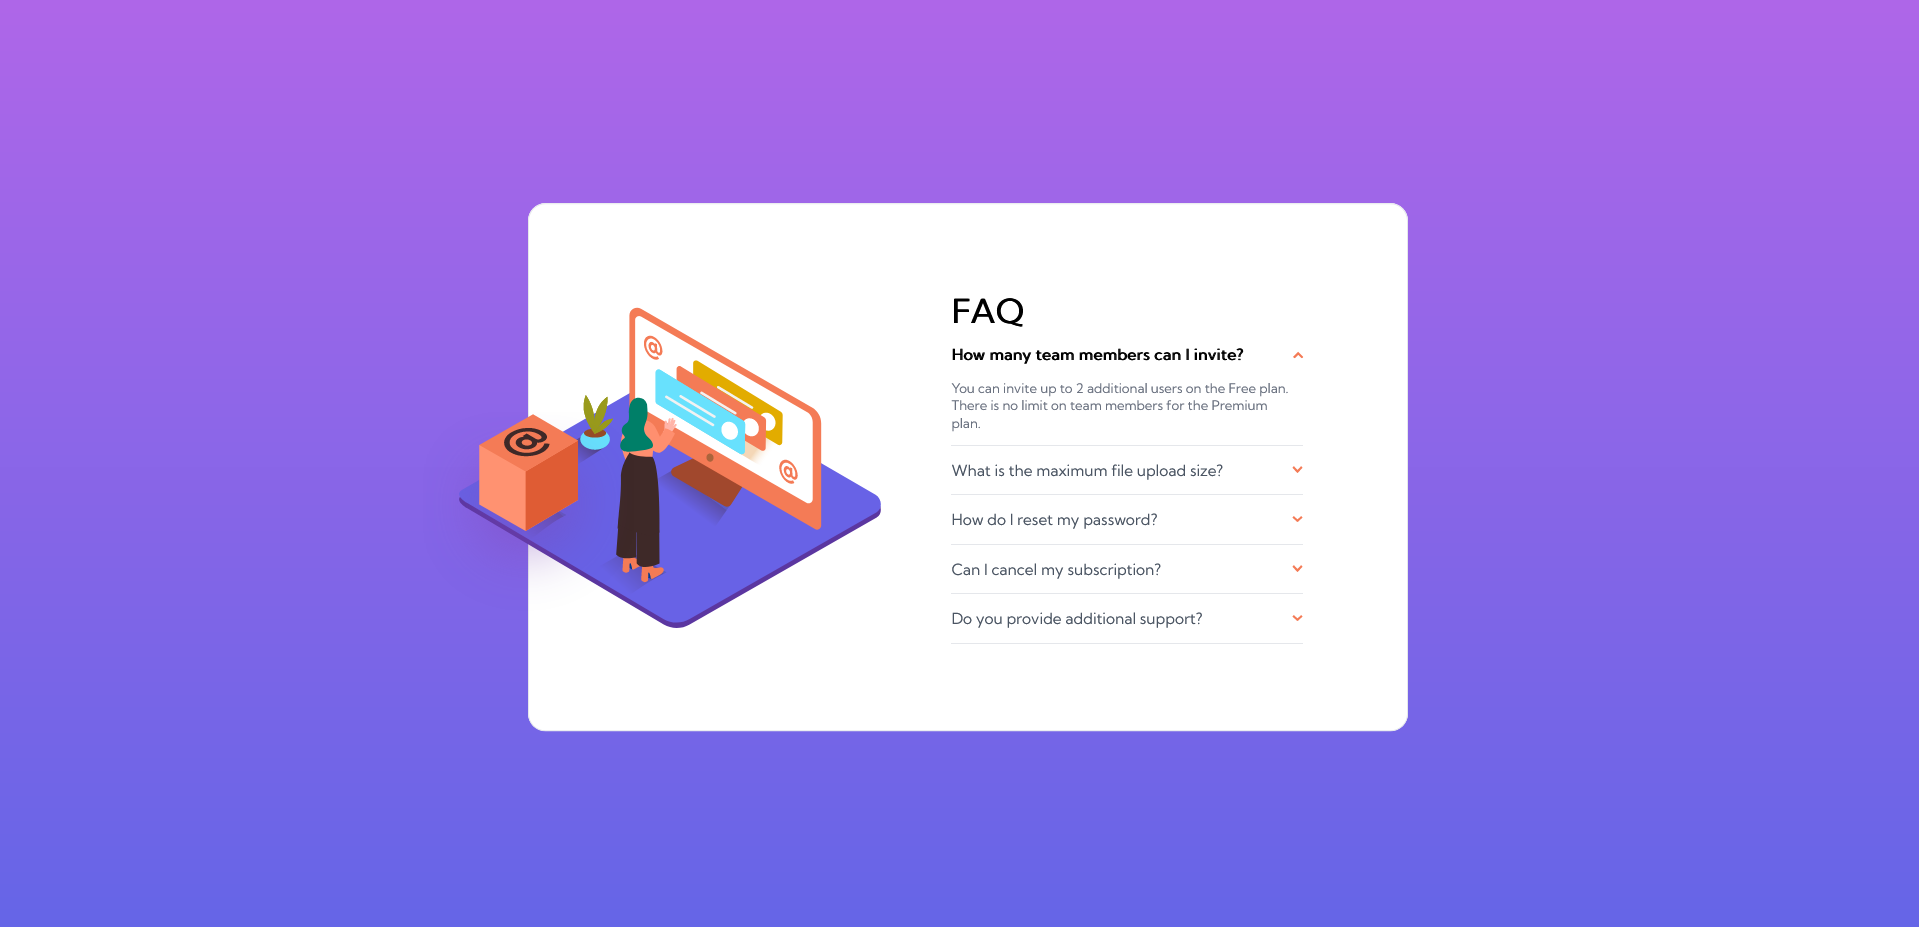 FAQ
How many team members can I invite?
You can invite up to 2 additional users on the Free plan.
There is no limit on team members for the Premium
plan.
What is the maximum file upload size?
How do I reset my password?
Can I cancel my subscription?
Do you provide additional support?
@
@
@